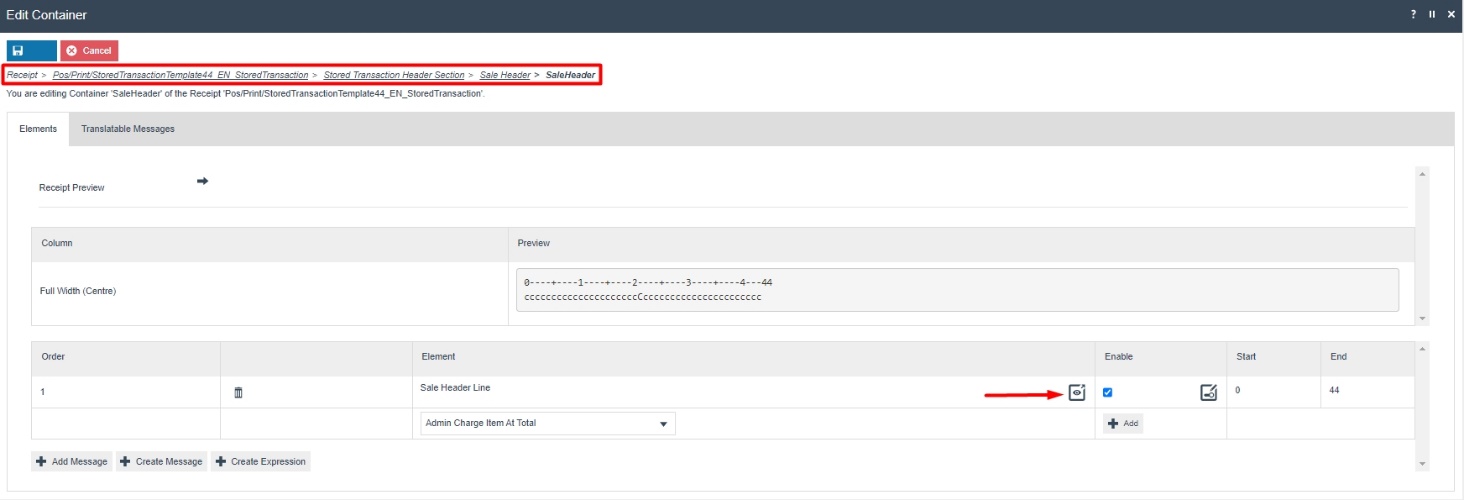 Edit Container
?
Cancel
Receipt > Pos/Print/StoredTransactionTemplate44_EN_StoredTransaction > Stored Transaction Header Section > Sale Header > SaleHeader
You are editing Container 'SaleHeader' of the Receipt 'Pos/Print/StoredTransactionTemplate44_EN_StoredTransaction'.
Elements Translatable Messages
Receipt Preview
Column Preview
Full Width (Centre)
0----+----1----+----2----+----3----+----4---44
cccccccccccccccccccccCcccccccccccccccccccccc
Order Element Enable Start End
1 Sale Header Line 0 44
Admin Charge Item At Total Add
Add Message Create Message Create Expression